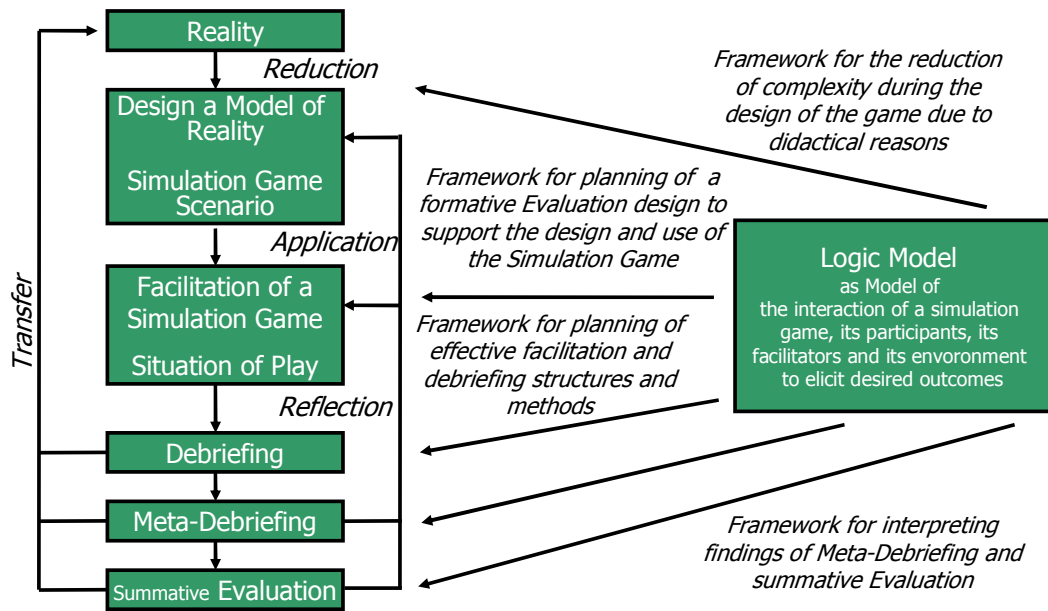 Reality
Reduction
Design a Model of
Reality
Simulation Game
Scenario
Application
Facilitation of a
Simulation Game
Situation of Play
Reflection
Debriefing
Meta-Debriefing
Summative Evaluation
Transfer
Framework for the reduction
of complexity during the
design of the game due to
didactical reasons
Framework for planning of a
formative Evaluation design to
support the design and use of
the Simulation Game
Framework for planning of
effective facilitation and
debriefing structures and
methods
Logic Model
as Model of
the interaction of a simulation
game, its participants, its
facilitators and its envoronment
to elicit desired outcomes
Framework for interpreting
findings of Meta-Debriefing and
summative Evaluation